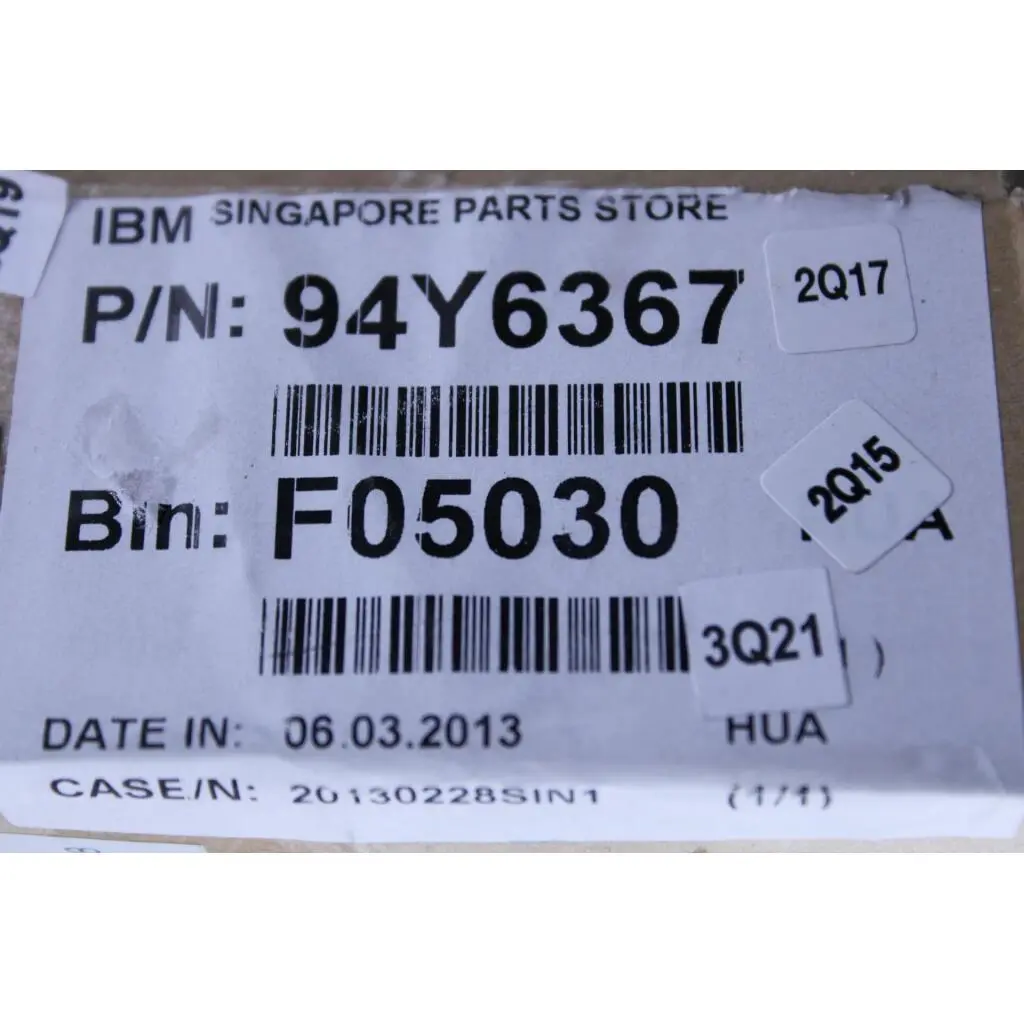 IBM SINGAPORE PARTS STORE
P/N: 94Y6367
2Q17
2Q15
Bin: F05030
3Q21
DATE IN: 06.03.2013 HUA
CASE/N: 20130228SIN1 (1/1)